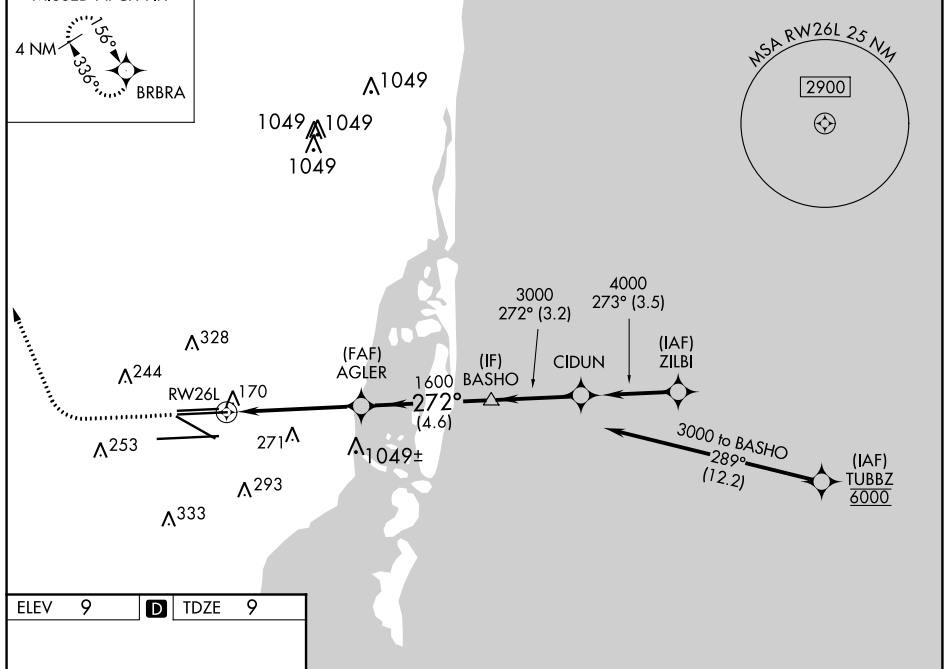 156°
4 NM
336°
BRBRA
MSA RW26L 25 NM
2900
1049
1049 1049
1049
4000
273° (3.5)
3000
272° (3.2)
(IAF)
ZILBI
CIDUN
(IF)
BASHO
(FAF)
AGLER
1600
272°
(4.6)
328
244
RW26L
170
271
253
1049±
293
333
3000 to BASHO
289°
(12.2)
(IAF)
TUBBZ
6000
ELEV 9 D TDZE 9